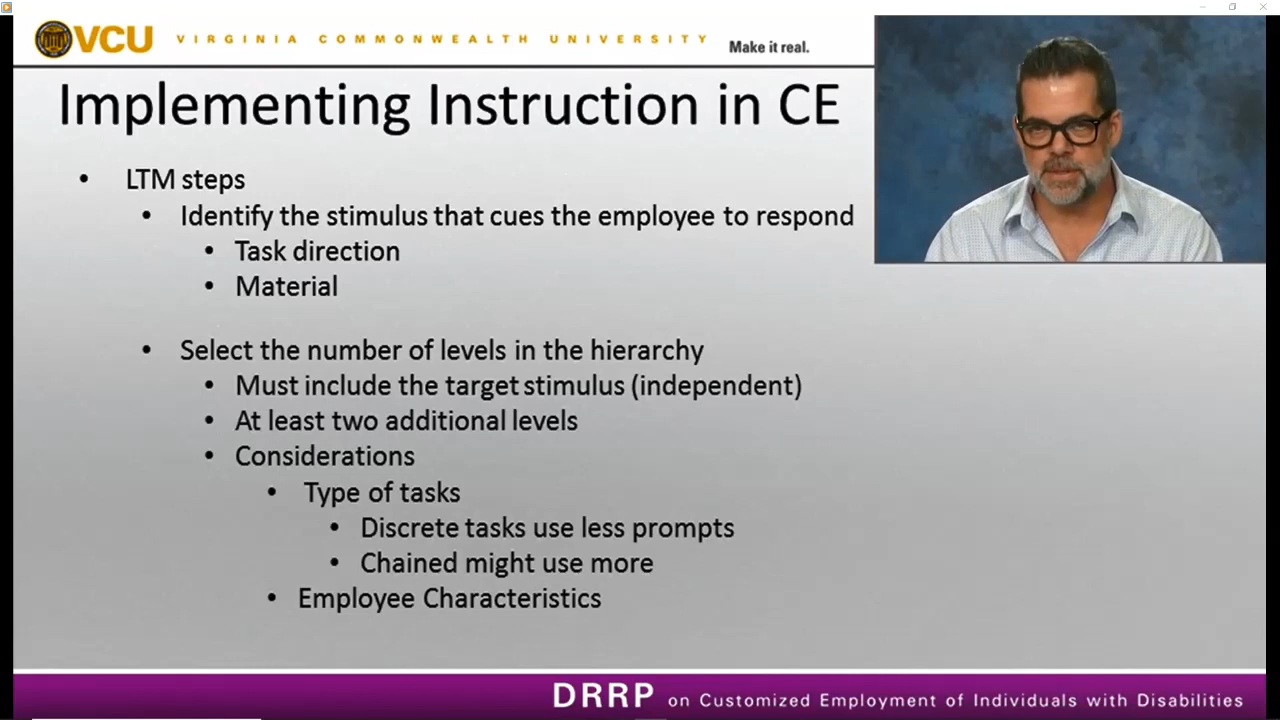 VCU VIRGINIA COMMONWEALTH UNIVERSITY Make it real.
Implementing Instruction in CE
• LTM steps
• Identify the stimulus that cues the employee to respond
• Task direction
• Material
• Select the number of levels in the hierarchy
• Must include the target stimulus (independent)
• At least two additional levels
• Considerations
• Type of tasks
• Discrete tasks use less prompts
• Chained might use more
• Employee Characteristics
DRRP on Customized Employment of Individuals with Disabilities